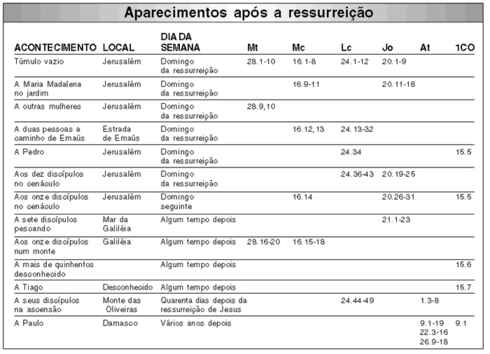 Aparecimentos após a ressurreição
DIA DA
ACONTECIMENTO LOCAL SEMANA Mt Mc Lc Jo At 1CO
Túmulo vazio Jerusalém Domingo 28.1-10 16.1-8 24.1-12 20.1-9
da ressurreição
A Maria Madalena Jerusalém Domingo 16.9-11 20.11-18
no jardim da ressurreição
A outras mulheres Jerusalém Domingo 28.9,10
da ressurreição
A duas pessoas a Estrada Domingo 16.12,13 24.13-32
caminho de Emaús de Emaús da ressurreição
A Pedro Jerusalém Domingo 24.34 15.5
da ressurreição
Aos dez discípulos Jerusalém Domingo 24.36-43 20.19-25
no cenáculo da ressurreição
Aos onze discípulos Jerusalém Domingo 16.14 20.26-31 15.5
no cenáculo seguinte
A sete discípulos Mar da Algum tempo depois 21.1-23
pescando Galiléia
Aos onze discípulos Galiléia Algum tempo depois 28.16-20 16.15-18
num monte
A mais de quinhentos Algum tempo depois 15.6
desconhecido
A Tiago Desconhecido Algum tempo depois 15.7
A seus discípulos Monte das Quarenta dias depois da 24.44-49 1.3-8
na ascensão Oliveiras ressurreição de Jesus
A Paulo Damasco Vários anos depois 9.1-19 9.1
22.3-16
26.9-18